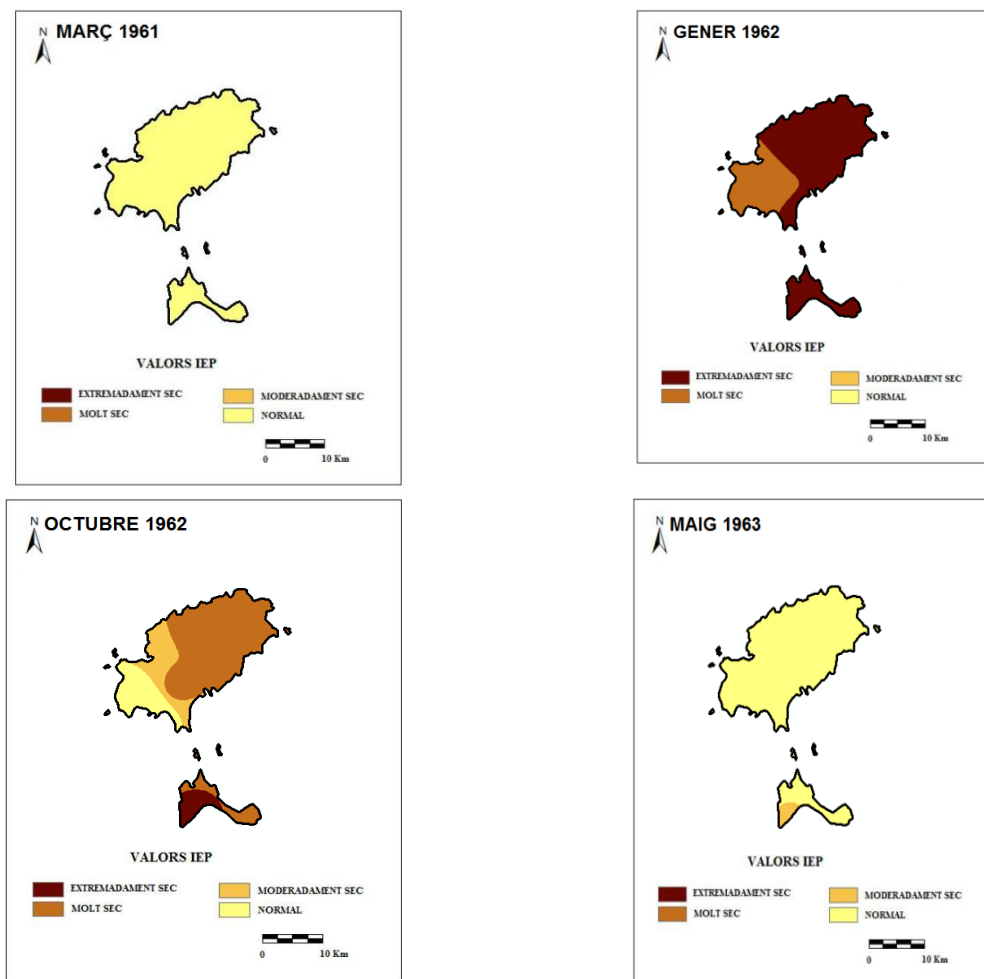 N
MARÇ 1961
VALORS IEP
EXTREMADAMENT SEC
MODERADAMENT SEC
MOLT SEC
NORMAL
0
10 Km
N
GENER 1962
VALORS IEP
EXTREMADAMENT SEC
MODERADAMENT SEC
MOLT SEC
NORMAL
0
10 Km
N
OCTUBRE 1962
VALORS IEP
EXTREMADAMENT SEC
MODERADAMENT SEC
MOLT SEC
NORMAL
0
10 Km
N
MAIG 1963
VALORS IEP
EXTREMADAMENT SEC
MODERADAMENT SEC
MOLT SEC
NORMAL
0
10 Km